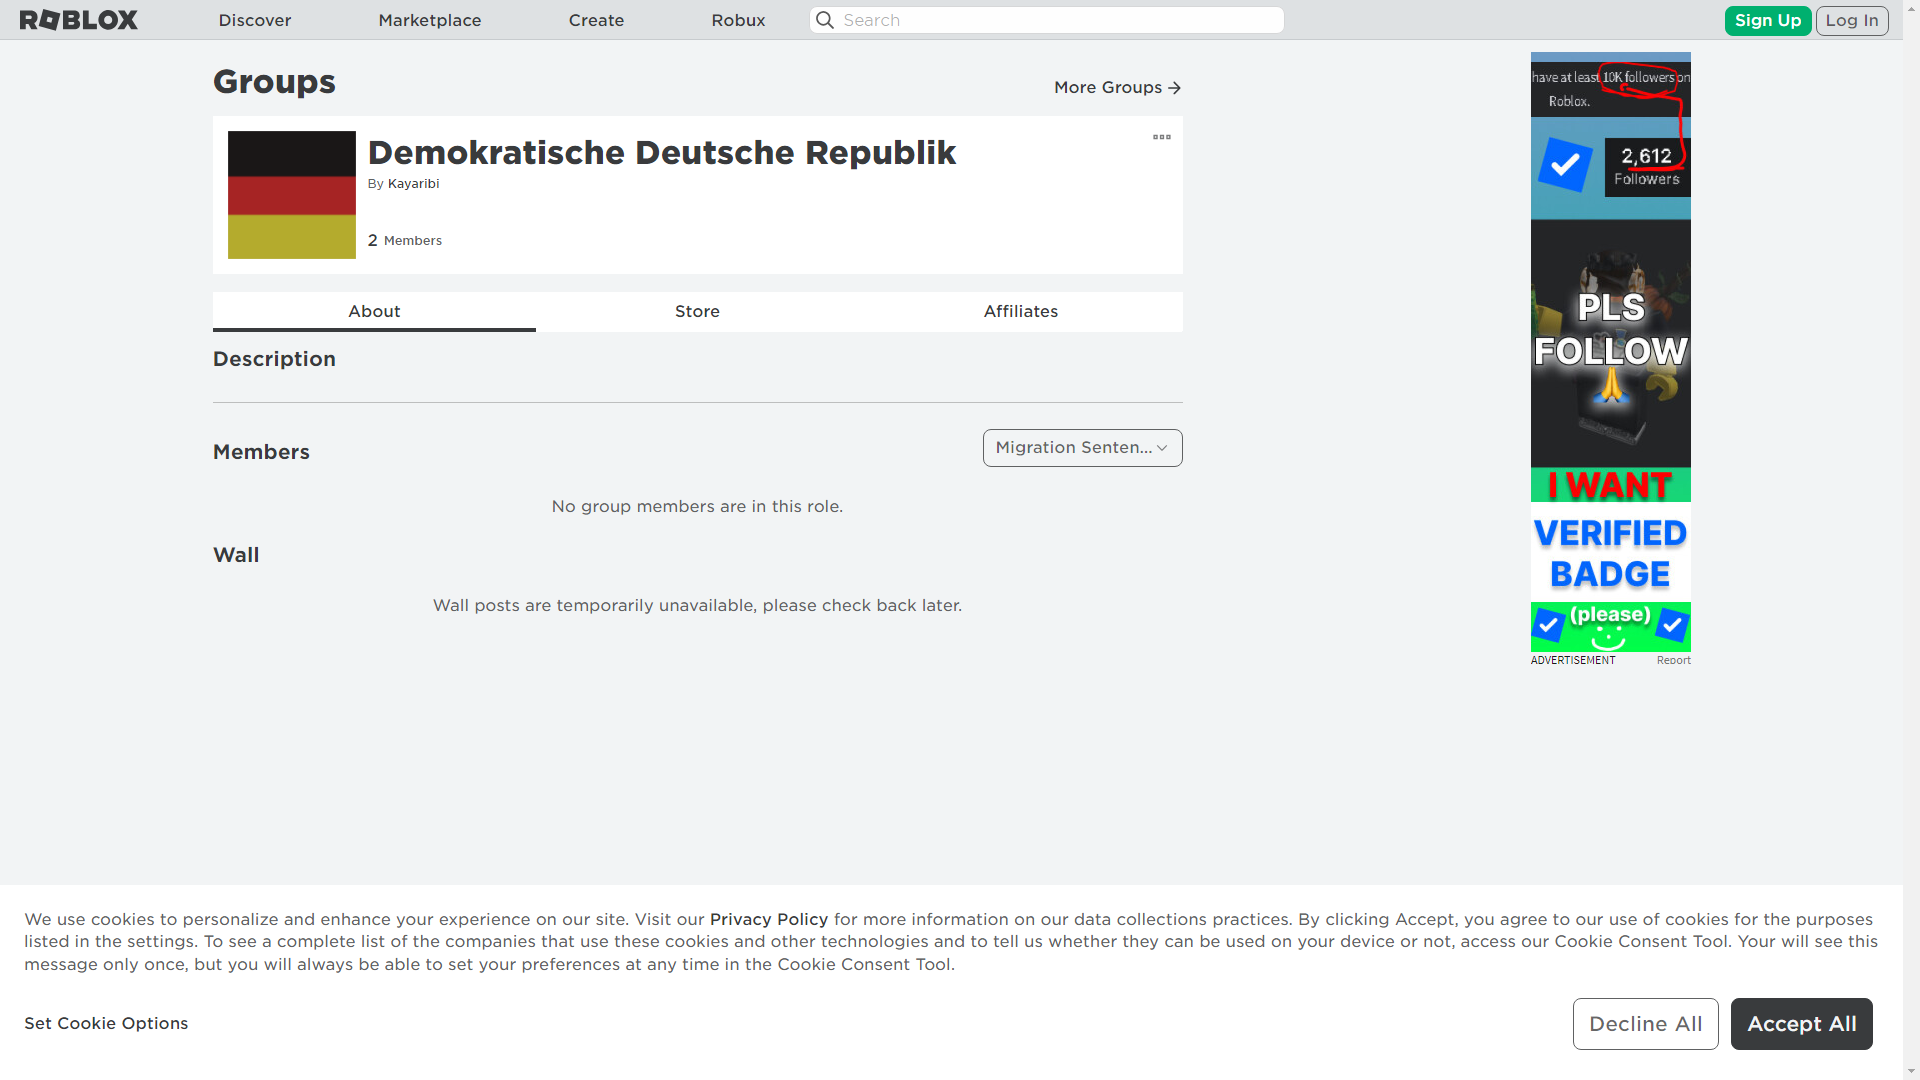 ROBLOX
Discover
Marketplace
Create
Robux
Search
Sign Up
Log In
Groups
More Groups
Demokratische Deutsche Republik
By Kayaribi
2 Members
About
Store
Affiliates
Description
Members
Migration Senten...
No group members are in this role.
Wall
Wall posts are temporarily unavailable, please check back later.
have at least 10K followers on
Roblox.
2,612
Followers
PLS
FOLLOW
I WANT
VERIFIED
BADGE
(please)
ADVERTISEMENT
Report
We use cookies to personalize and enhance your experience on our site. Visit our Privacy Policy for more information on our data collections practices. By clicking Accept, you agree to our use of cookies for the purposes
listed in the settings. To see a complete list of the companies that use these cookies and other technologies and to tell us whether they can be used on your device or not, access our Cookie Consent Tool. Your will see this
message only once, but you will always be able to set your preferences at any time in the Cookie Consent Tool.
Set Cookie Options
Decline All
Accept All